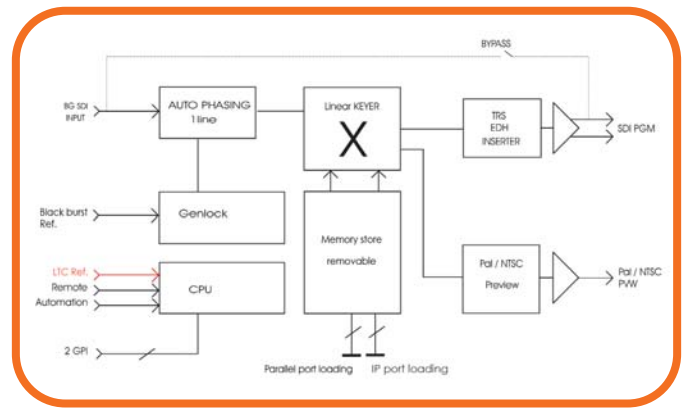 BYPASS
BG SDI
INPUT
AUTO PHASING
1 line
Linear KEYER
X
TRS
EDH
INSERTER
SDI PGM
Black burst
Ref.
Genlock
Memory store
removable
LTC Ref.
Remote
Automation
CPU
Pal / NTSC
Preview
Pal / NTSC
PVW
2 GPI
Parallel port loading
IP port loading